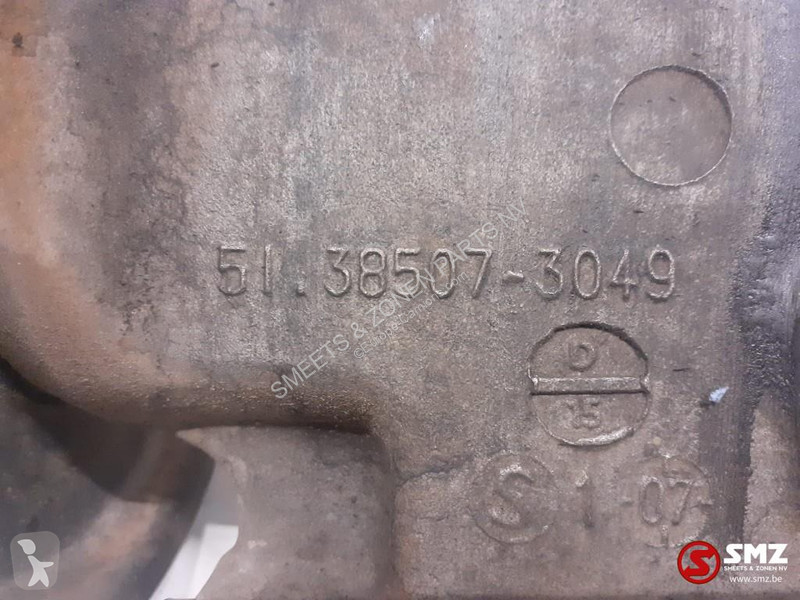 51.38507-3049
D
15
S 1 -07-
SMEETS & ZONEN PARTS NV
SMZ
SMEETS & ZONEN NV
www.smz.be